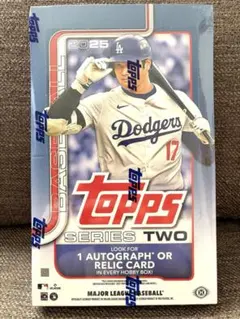 2025
BASEBALL
Dodgers
17
Topps
SERIES TWO
LOOK FOR
1 AUTOGRAPH OR
RELIC CARD
IN EVERY HOBBY BOX!
MAJOR LEAGUE BASEBALL